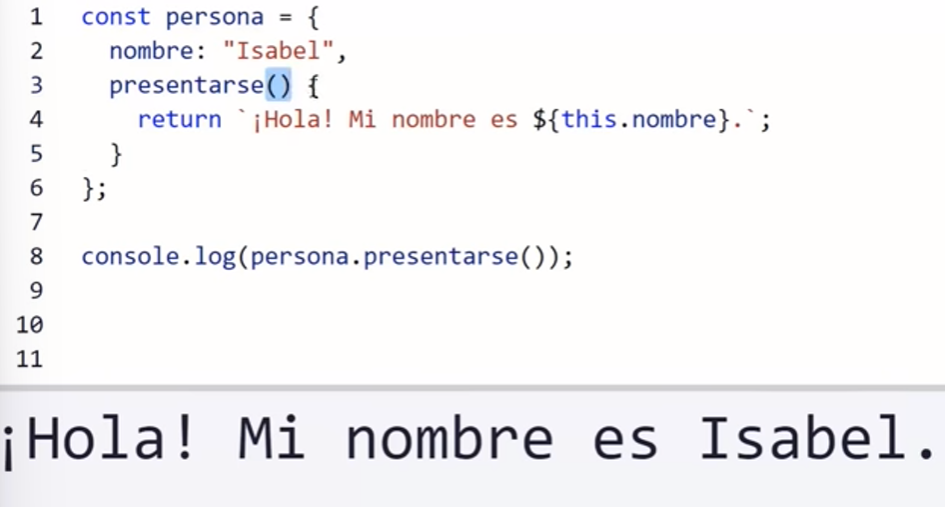 1 const persona = {
2 nombre: "Isabel",
3 presentarse() {
4 return `¡Hola! Mi nombre es ${this.nombre}.`;
5 }
6 };
7
8 console.log(persona.presentarse());
9
10
11
¡Hola! Mi nombre es Isabel.